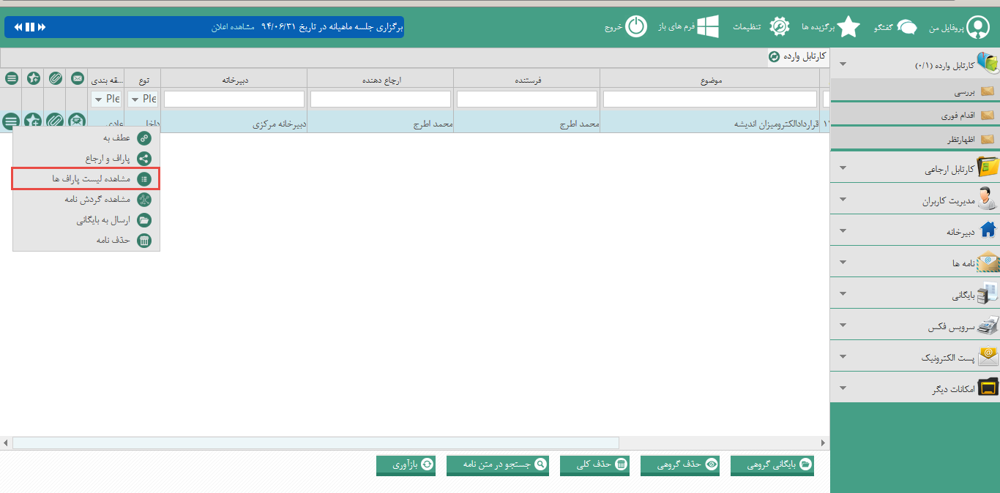 پروفایل من
گفتگو
برگزیده ها
تنظیمات
فرم های باز
خروج
برگزاری جلسه ماهیانه در تاریخ ۹۴/۰۶/۳۱ مشاهده اعلان
کارتابل وارده (۰/۱)
بررسی
اقدام فوری
اظهارنظر
کارتابل ارجاعی
مدیریت کاربران
دبیرخانه
نامه ها
بایگانی
سرویس فکس
پست الکترونیک
امکانات دیگر
کارتابل وارده
موضوع
فرستنده
ارجاع دهنده
دبیرخانه
نوع
...قه بندی
Ple
Ple
قراردادالکترومیزان اندیشه
محمد اطرج
محمد اطرج
دبیرخانه مرکزی
داخل
عادی
عطف به
پاراف و ارجاع
مشاهده لیست پاراف ها
مشاهده گردش نامه
ارسال به بایگانی
حذف نامه
بایگانی گروهی
حذف گروهی
حذف کلی
جستجو در متن نامه
بازآوری